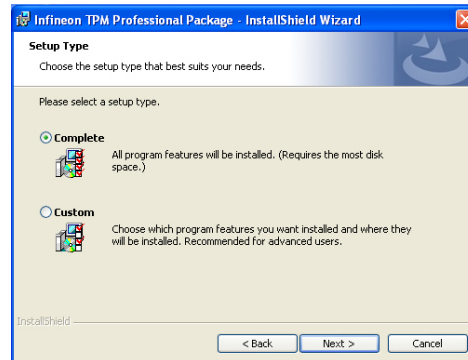 Infineon TPM Professional Package - InstallShield Wizard
Setup Type
Choose the setup type that best suits your needs.
Please select a setup type.
Complete
All program features will be installed. (Requires the most disk
space.)
Custom
Choose which program features you want installed and where they
will be installed. Recommended for advanced users.
InstallShield
< Back Next > Cancel